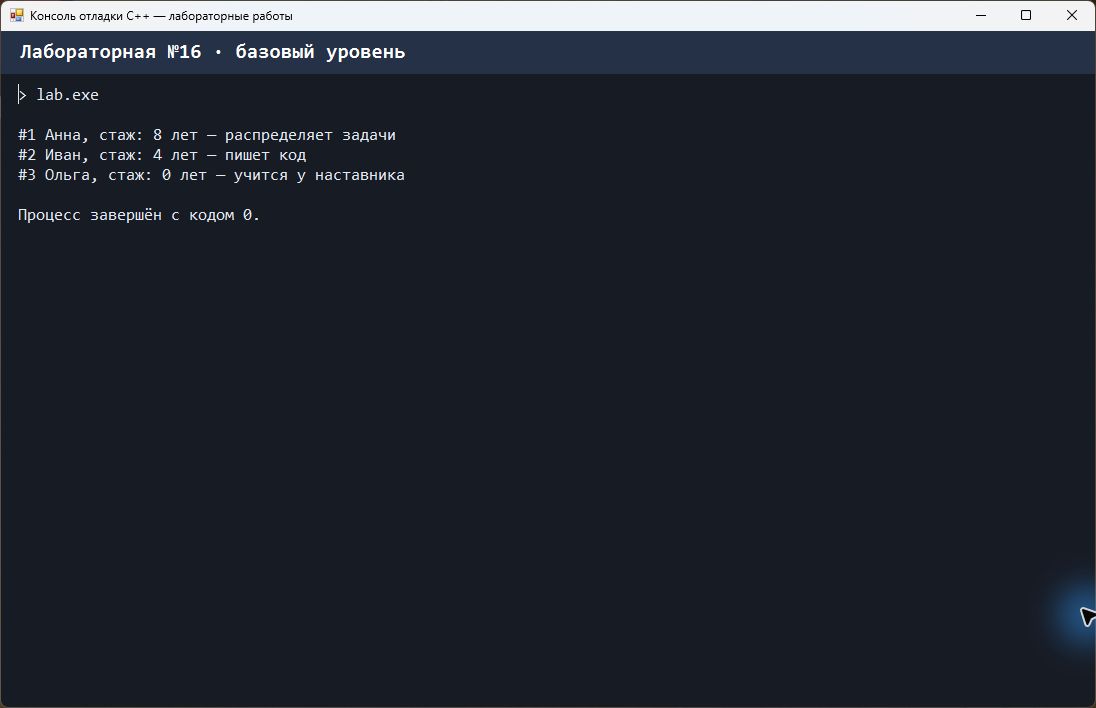 Консоль отладки C++ — лабораторные работы
Лабораторная №16 · базовый уровень
> lab.exe
#1 Анна, стаж: 8 лет — распределяет задачи
#2 Иван, стаж: 4 лет — пишет код
#3 Ольга, стаж: 0 лет — учится у наставника
Процесс завершён с кодом 0.